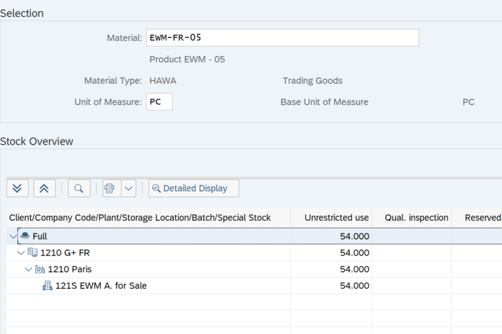 Selection
Material: EWM-FR-05
Product EWM - 05
Material Type: HAWA Trading Goods
Unit of Measure: PC Base Unit of Measure PC
Stock Overview
Detailed Display
Client/Company Code/Plant/Storage Location/Batch/Special Stock Unrestricted use Qual. inspection Reserved
Full 54.000
1210 G+ FR 54.000
1210 Paris 54.000
121S EWM A. for Sale 54.000